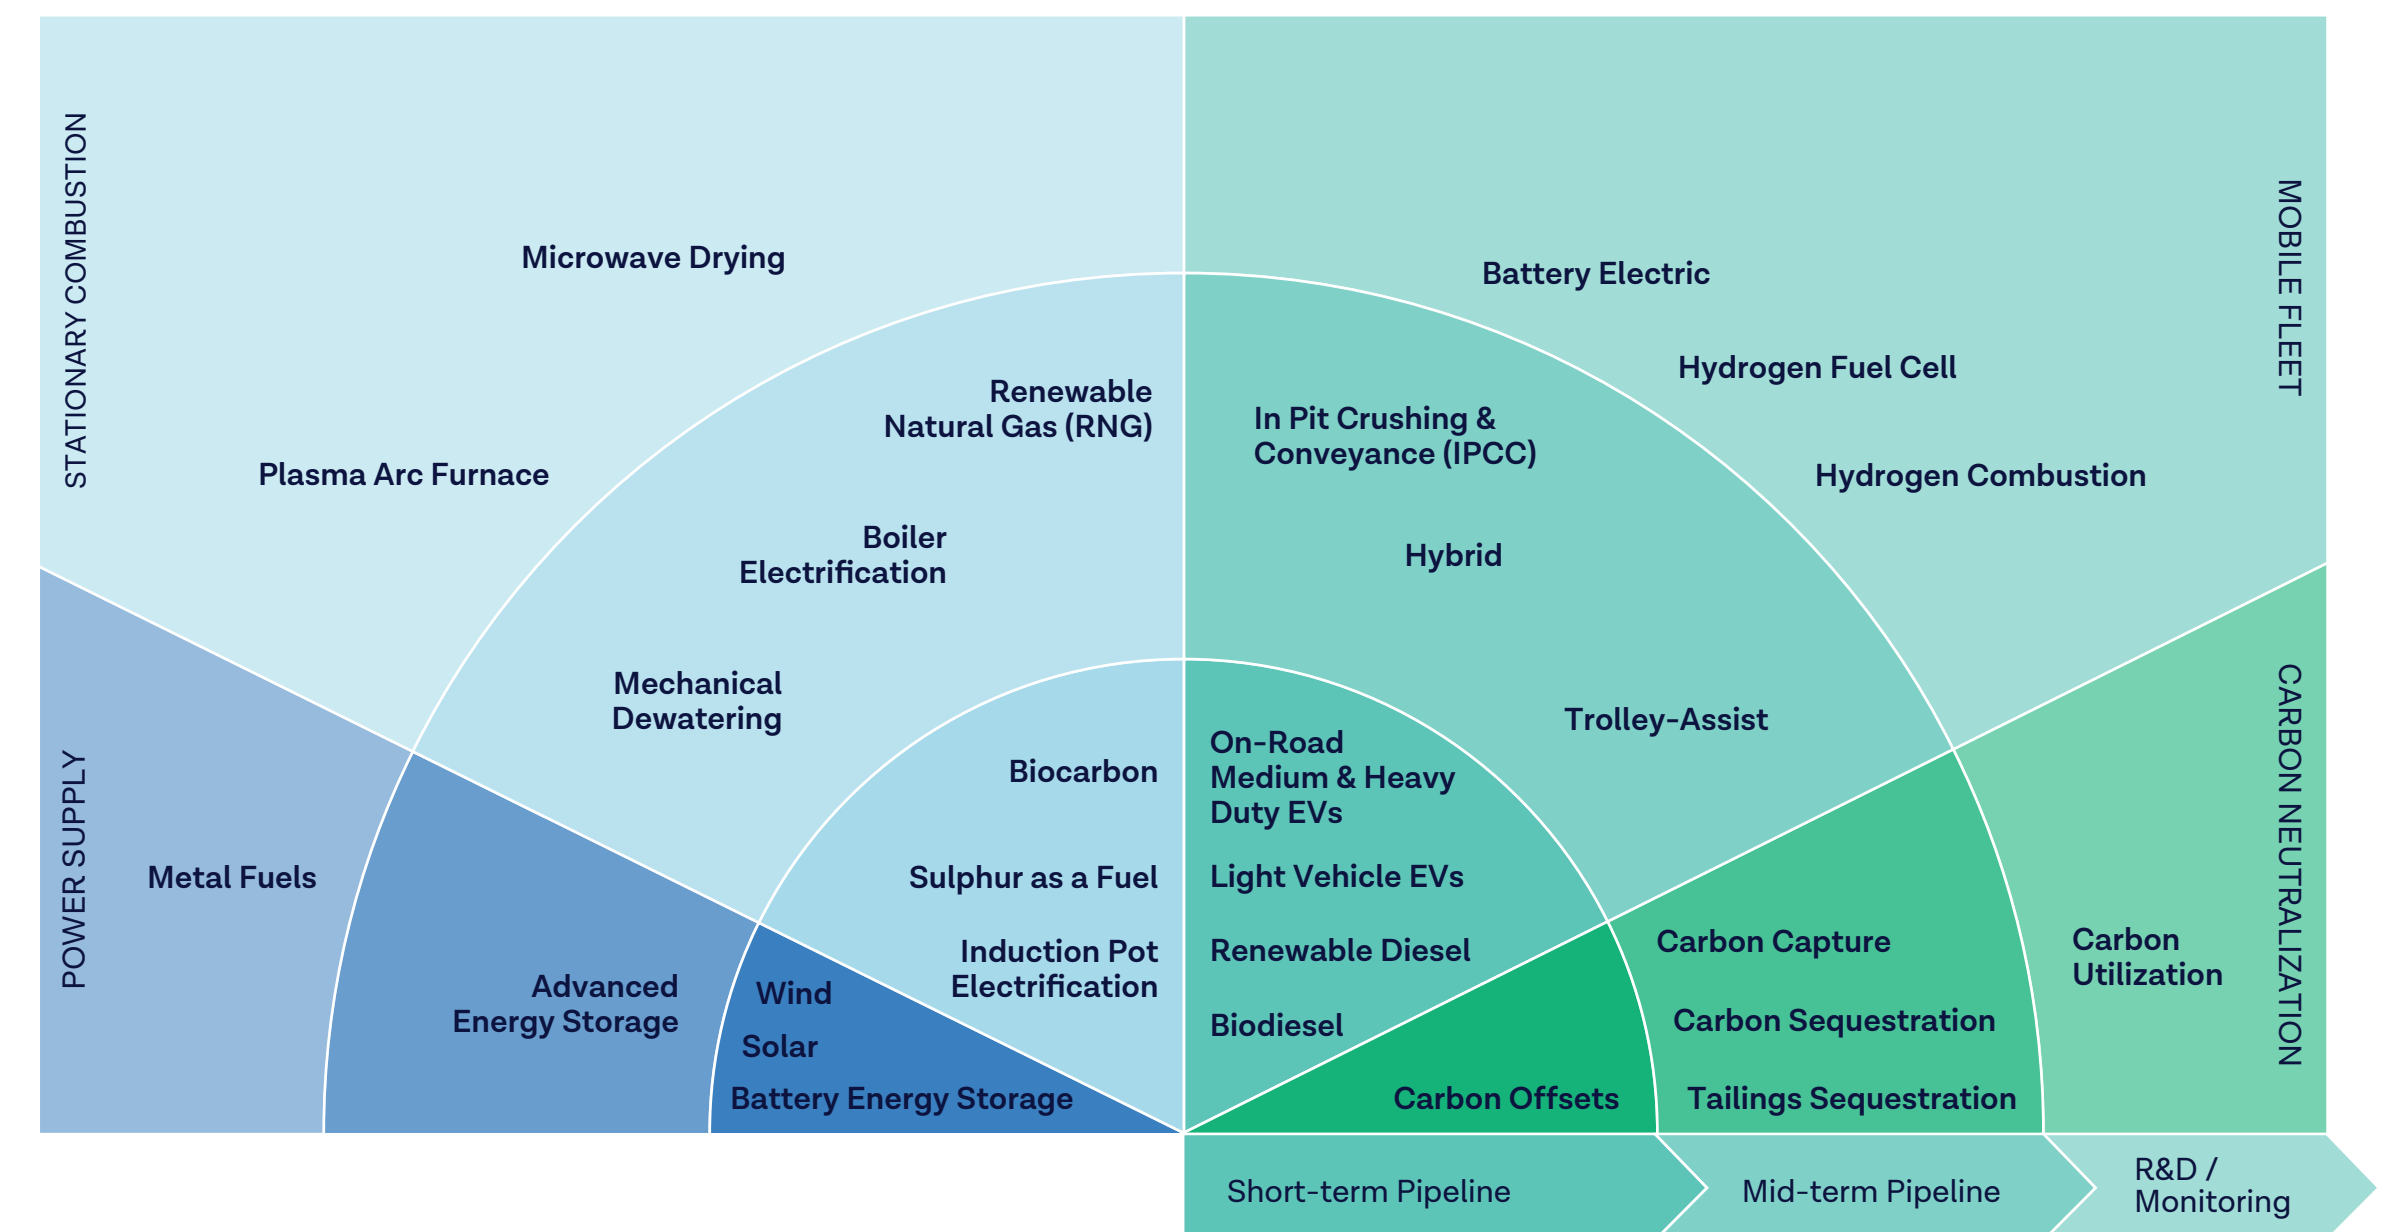 STATIONARY COMBUSTION
Microwave Drying
Plasma Arc Furnace
Renewable
Natural Gas (RNG)
Boiler
Electrification
Mechanical
Dewatering
Biocarbon
Sulphur as a Fuel
Induction Pot
Electrification
MOBILE FLEET
Battery Electric
Hydrogen Fuel Cell
Hydrogen Combustion
In Pit Crushing &
Conveyance (IPCC)
Hybrid
Trolley-Assist
On-Road
Medium & Heavy
Duty EVs
Light Vehicle EVs
Renewable Diesel
Biodiesel
POWER SUPPLY
Metal Fuels
Advanced
Energy Storage
Wind
Solar
Battery Energy Storage
CARBON NEUTRALIZATION
Carbon Offsets
Carbon Capture
Carbon Sequestration
Tailings Sequestration
Carbon
Utilization
Short-term Pipeline
Mid-term Pipeline
R&D /
Monitoring